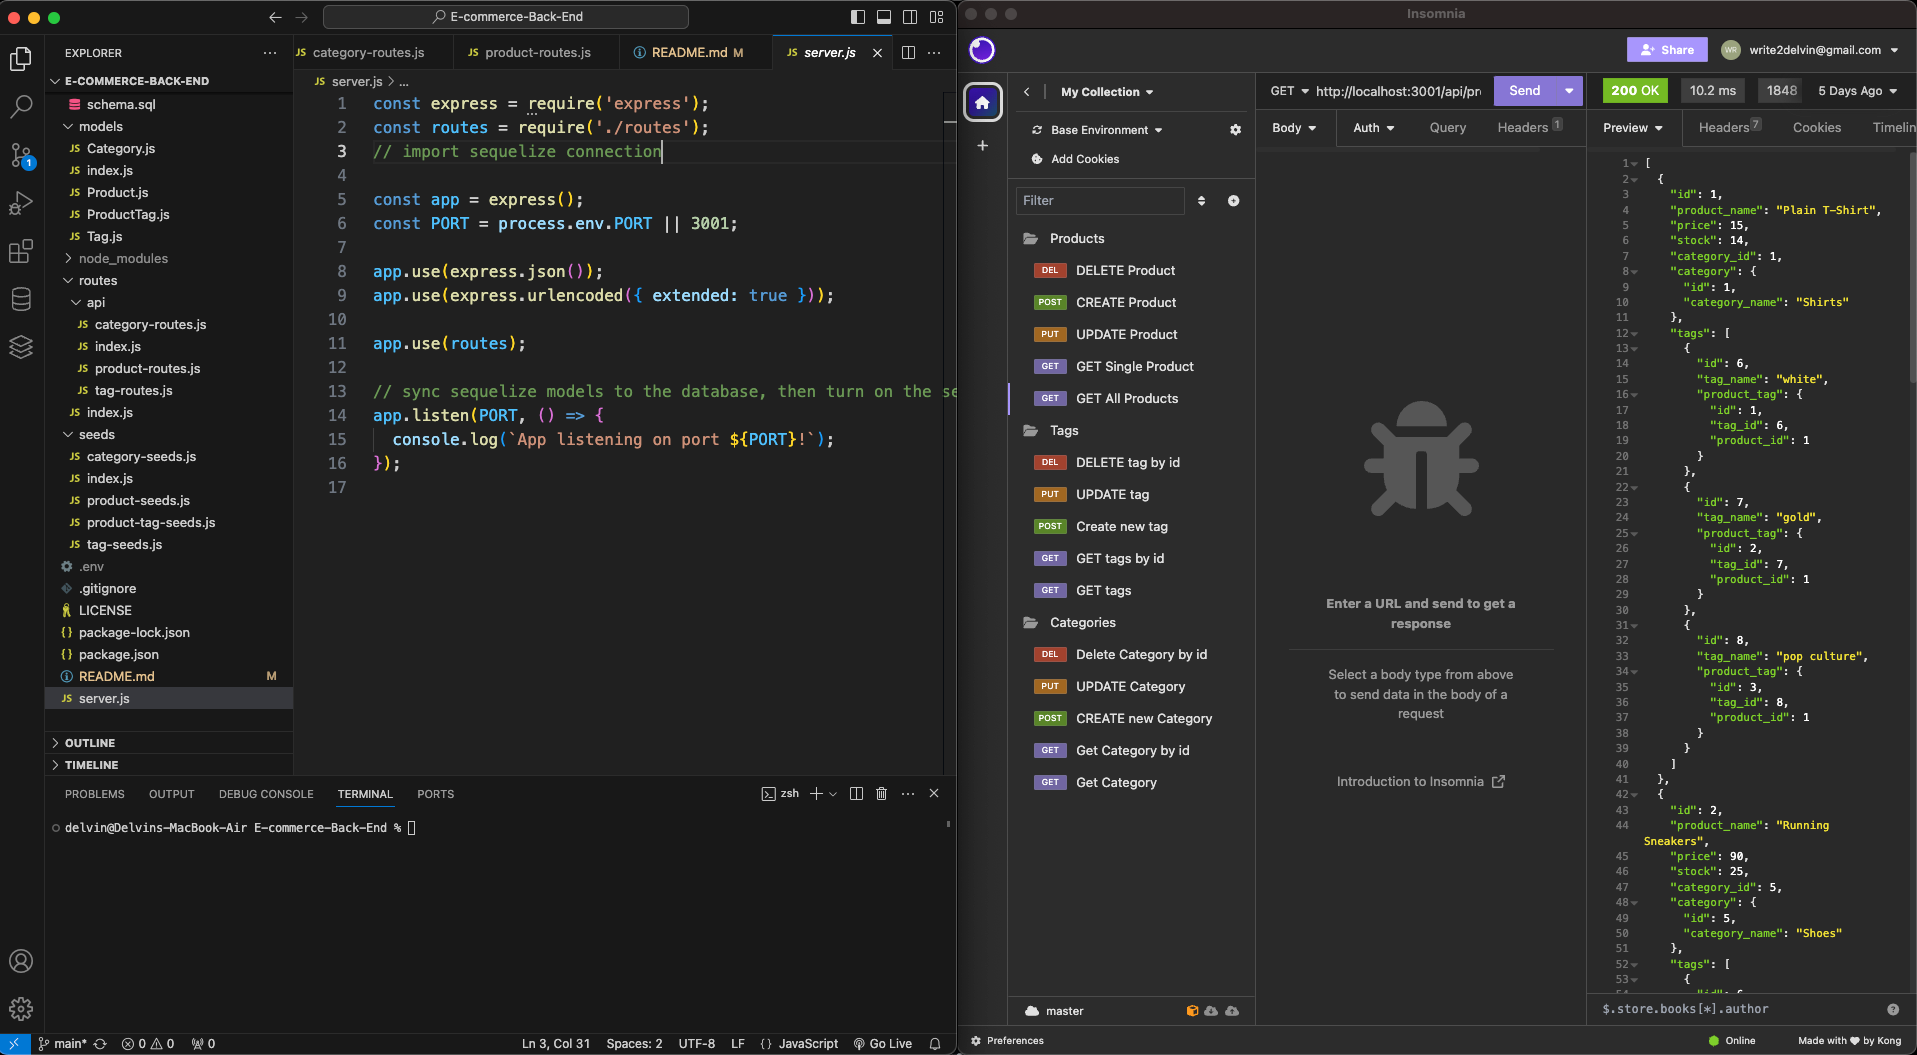 E-commerce-Back-End
EXPLORER
E-COMMERCE-BACK-END
schema.sql
models
JS Category.js
JS index.js
JS Product.js
JS ProductTag.js
JS Tag.js
node_modules
routes
api
JS category-routes.js
JS index.js
JS product-routes.js
JS tag-routes.js
JS index.js
seeds
JS category-seeds.js
JS index.js
JS product-seeds.js
JS product-tag-seeds.js
JS tag-seeds.js
.env
.gitignore
LICENSE
{} package-lock.json
{} package.json
README.md M
JS server.js
OUTLINE
TIMELINE
1
JS category-routes.js
JS product-routes.js
README.md M
JS server.js
JS server.js > ...
1 const express = require('express');
2 const routes = require('./routes');
3 // import sequelize connection
4
5 const app = express();
6 const PORT = process.env.PORT || 3001;
7
8 app.use(express.json());
9 app.use(express.urlencoded({ extended: true }));
10
11 app.use(routes);
12
13 // sync sequelize models to the database, then turn on the se
14 app.listen(PORT, () => {
15 console.log(`App listening on port ${PORT}!`);
16 });
17
PROBLEMS OUTPUT DEBUG CONSOLE TERMINAL PORTS
zsh
delvin@Delvins-MacBook-Air E-commerce-Back-End %
main* 0 0 0
Ln 3, Col 31 Spaces: 2 UTF-8 LF {} JavaScript Go Live
Insomnia
Share
WR write2delvin@gmail.com
My Collection
Base Environment
Add Cookies
Filter
Products
DEL DELETE Product
POST CREATE Product
PUT UPDATE Product
GET GET Single Product
GET GET All Products
Tags
DEL DELETE tag by id
PUT UPDATE tag
POST Create new tag
GET GET tags by id
GET GET tags
Categories
DEL Delete Category by id
PUT UPDATE Category
POST CREATE new Category
GET Get Category by id
GET Get Category
master
Preferences
GET http://localhost:3001/api/pr
Send
Body Auth Query Headers 1
Enter a URL and send to get a
response
Select a body type from above
to send data in the body of a
request
Introduction to Insomnia
200 OK 10.2 ms 1848 5 Days Ago
Preview Headers 7 Cookies Timelin
1 [
2 {
3 "id": 1,
4 "product_name": "Plain T-Shirt",
5 "price": 15,
6 "stock": 14,
7 "category_id": 1,
8 "category": {
9 "id": 1,
10 "category_name": "Shirts"
11 },
12 "tags": [
13 {
14 "id": 6,
15 "tag_name": "white",
16 "product_tag": {
17 "id": 1,
18 "tag_id": 6,
19 "product_id": 1
20 }
21 },
22 {
23 "id": 7,
24 "tag_name": "gold",
25 "product_tag": {
26 "id": 2,
27 "tag_id": 7,
28 "product_id": 1
29 }
30 },
31 {
32 "id": 8,
33 "tag_name": "pop culture",
34 "product_tag": {
35 "id": 3,
36 "tag_id": 8,
37 "product_id": 1
38 }
39 }
40 ]
41 },
42 {
43 "id": 2,
44 "product_name": "Running
Sneakers",
45 "price": 90,
46 "stock": 25,
47 "category_id": 5,
48 "category": {
49 "id": 5,
50 "category_name": "Shoes"
51 },
52 "tags": [
53 {
$.store.books[*].author
Online
Made with ♥ by Kong